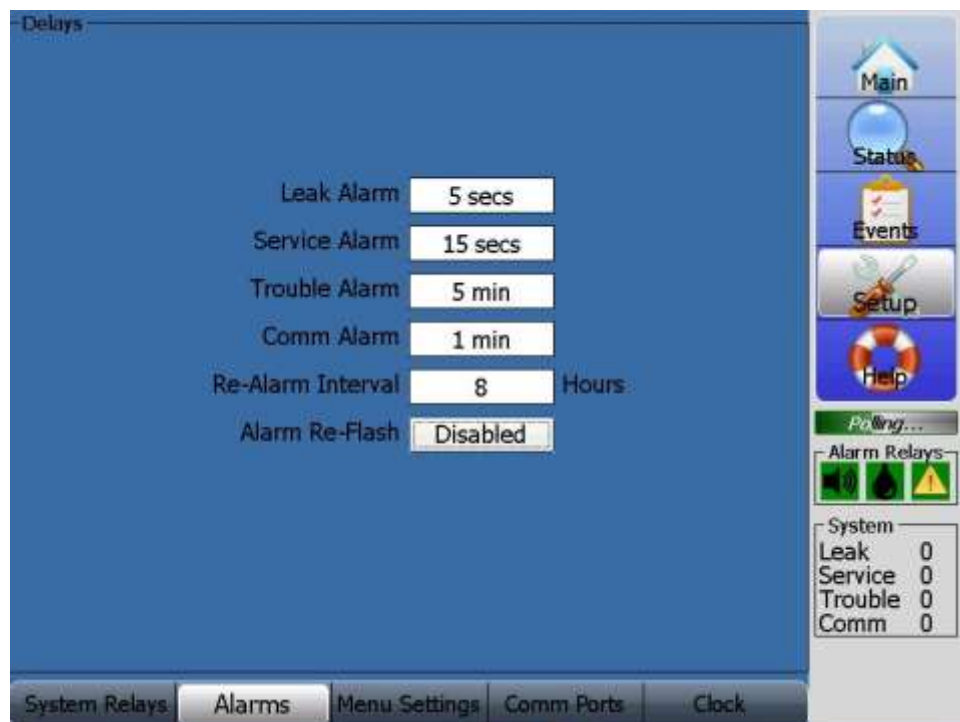 Delays
Leak Alarm 5 secs
Service Alarm 15 secs
Trouble Alarm 5 min
Comm Alarm 1 min
Re-Alarm Interval 8 Hours
Alarm Re-Flash Disabled
Main
Status
Events
Setup
Help
Polling...
Alarm Relays
System
Leak 0
Service 0
Trouble 0
Comm 0
System Relays Alarms Menu Settings Comm Ports Clock